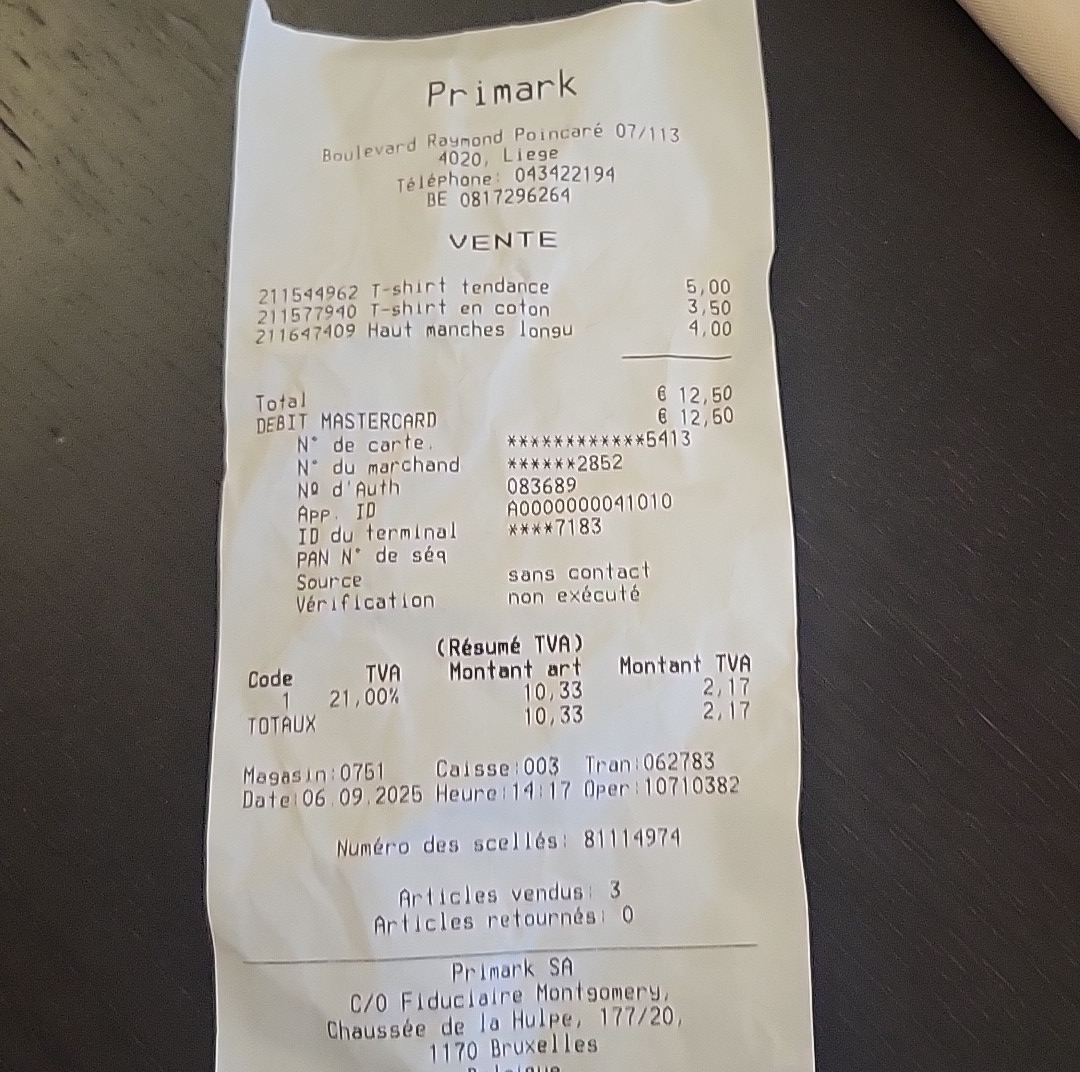 Primark
Boulevard Raymond Poincaré 07/113
4020, Liege
Téléphone: 043422194
BE 0817296264
VENTE
211544962 T-shirt tendance 5,00
211577940 T-shirt en coton 3,50
211647409 Haut manches longu 4,00
Total € 12,50
DEBIT MASTERCARD € 12,50
N° de carte. ************5413
N° du marchand ******2852
Nº d'Auth 083689
App. ID A0000000041010
ID du terminal ****7183
PAN N° de séq
Source sans contact
Vérification non exécuté
(Résumé TVA)
Code TVA Montant art Montant TVA
1 21,00% 10,33 2,17
TOTAUX 10,33 2,17
Magasin:0751 Caisse:003 Tran:062783
Date:06.09.2025 Heure:14:17 Oper:10710382
Numéro des scellés: 81114974
Articles vendus: 3
Articles retournés: 0
Primark SA
C/O Fiduciaire Montgomery,
Chaussée de la Hulpe, 177/20,
1170 Bruxelles